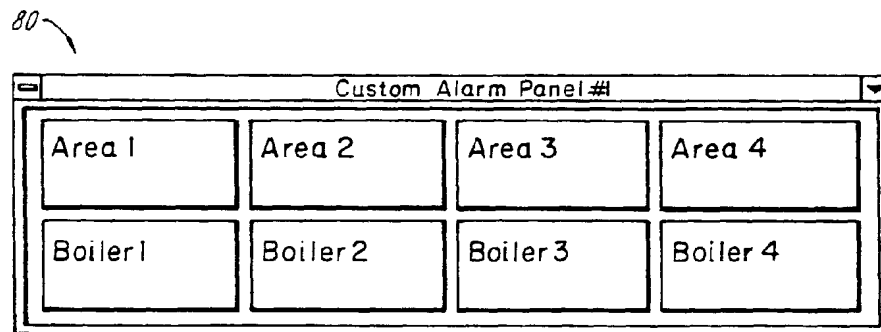 80
Custom Alarm Panel #1
Area 1 Area 2 Area 3 Area 4
Boiler 1 Boiler 2 Boiler 3 Boiler 4